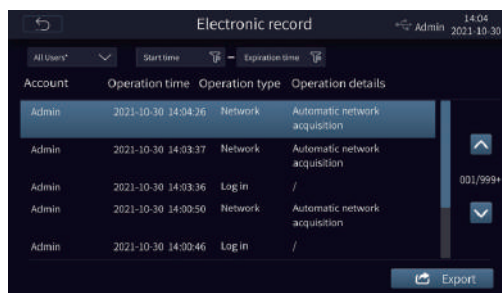 Electronic record
Admin
14:04
2021-10-30
All Users*
Start time
Expiration time
Account Operation time Operation type Operation details
Admin 2021-10-30 14:04:26 Network Automatic network
acquisition
Admin 2021-10-30 14:03:37 Network Automatic network
acquisition
Admin 2021-10-30 14:03:36 Log in /
Admin 2021-10-30 14:00:50 Network Automatic network
acquisition
Admin 2021-10-30 14:00:46 Log in /
001/999+
Export